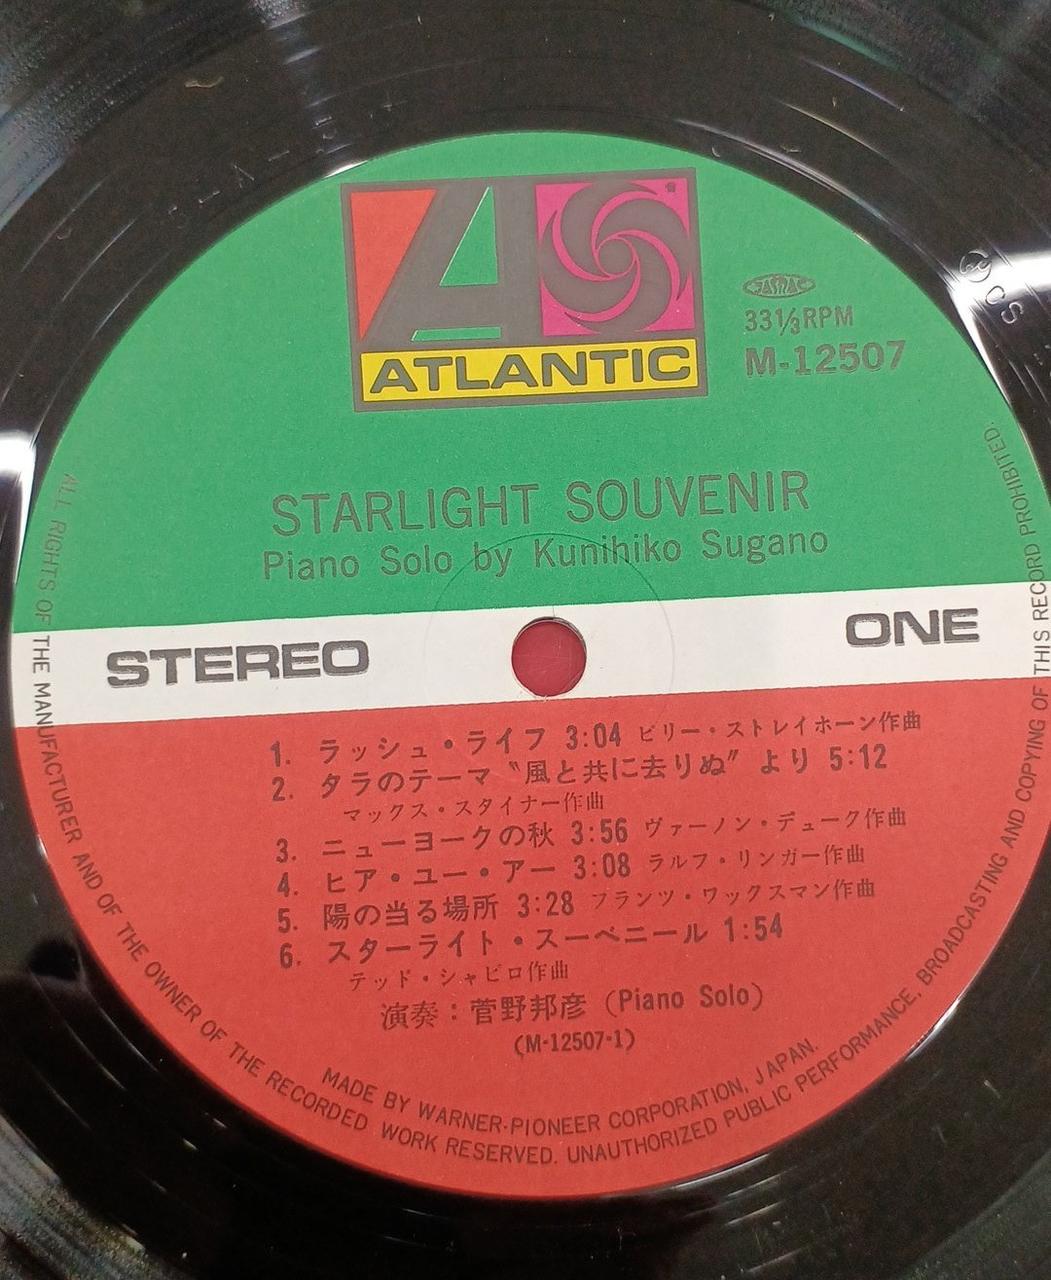 ATLANTIC
JASRAC
33⅓RPM
M-12507
STARLIGHT SOUVENIR
Piano Solo by Kunihiko Sugano
STEREO
ONE
1. ラッシュ・ライフ 3:04 ビリー・ストレイホーン作曲
2. タラのテーマ〝風と共に去りぬ″より 5:12
マックス・スタイナー作曲
3. ニューヨークの秋 3:56 ヴァーノン・デューク作曲
4. ヒア・ユー・アー 3:08 ラルフ・リンガー作曲
5. 陽の当る場所 3:28 フランツ・ワックスマン作曲
6. スターライト・スーベニール 1:54
テッド・シャピロ作曲
演奏：菅野邦彦 (Piano Solo)
(M-12507-1)
MADE BY WARNER-PIONEER CORPORATION, JAPAN.
ALL RIGHTS OF THE MANUFACTURER AND OF THE OWNER OF THE RECORDED WORK RESERVED. UNAUTHORIZED PUBLIC PERFORMANCE, BROADCASTING AND COPYING OF THIS RECORD PROHIBITED.